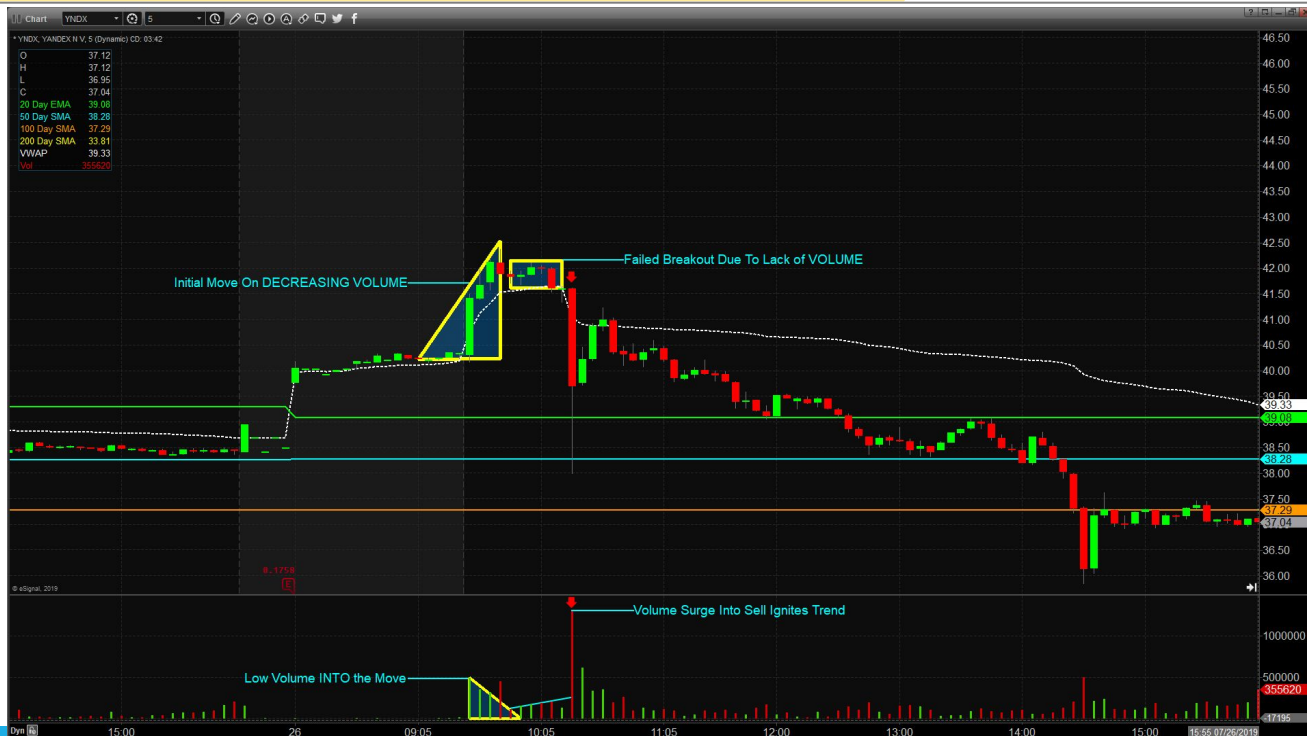 Chart YNDX 5
* YNDX, YANDEX N V, 5 (Dynamic) CD: 03:42
O 37.12
H 37.12
L 36.95
C 37.04
20 Day EMA 39.08
50 Day SMA 38.28
100 Day SMA 37.29
200 Day SMA 33.81
VWAP 39.33
Vol 355620
46.50
46.00
45.50
45.00
44.50
44.00
43.50
43.00
42.50
Failed Breakout Due To Lack of VOLUME
42.00
Initial Move On DECREASING VOLUME
41.50
41.00
40.50
40.00
39.50
39.33
39.08
38.50
38.28
38.00
37.50
37.29
37.04
36.50
0.1750
E
36.00
© eSignal, 2019
Volume Surge Into Sell Ignites Trend
1000000
Low Volume INTO the Move
500000
355620
17195
Dyn
15:00 26 09:05 10:05 11:05 12:00 13:00 14:00 15:00 15:55 07/26/2019